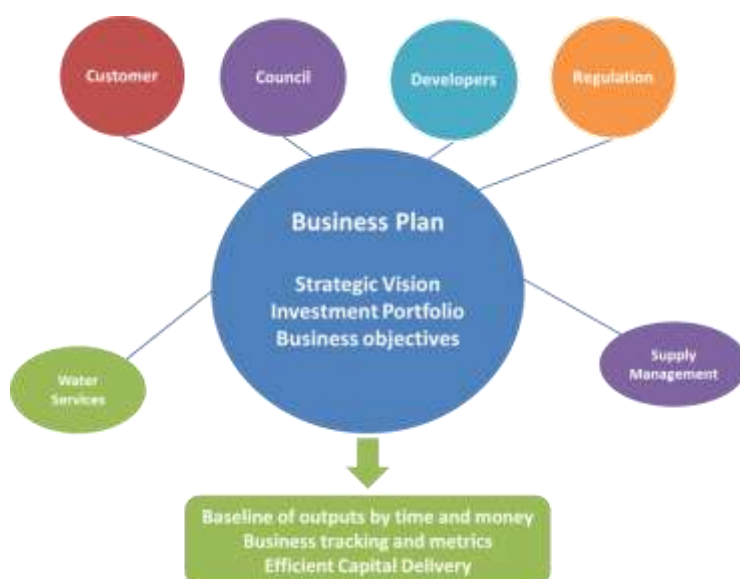 Customer
Council
Developers
Regulation
Business Plan
Strategic Vision
Investment Portfolio
Business objectives
Water
Services
Supply
Management
Baseline of outputs by time and money
Business tracking and metrics
Efficient Capital Delivery